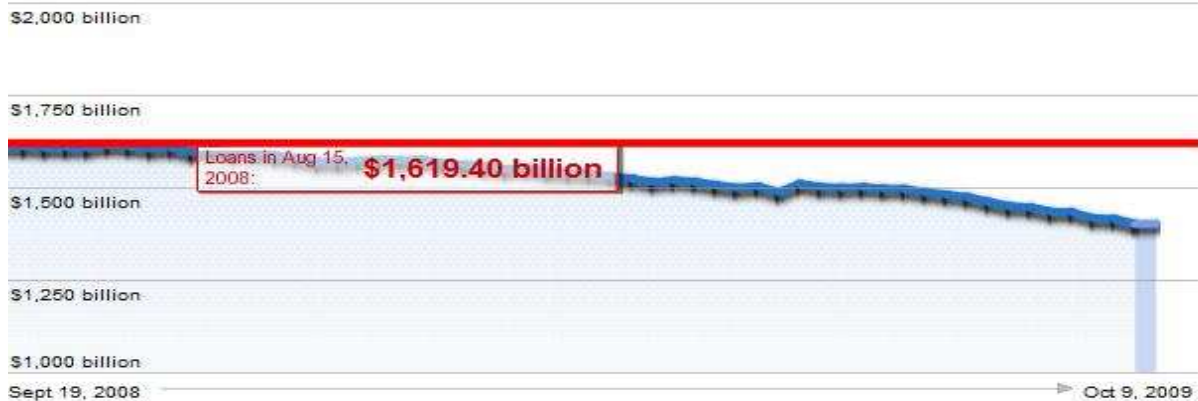 $2,000 billion
$1,750 billion
Loans in Aug 15,
2008:
$1,619.40 billion
$1,500 billion
$1,250 billion
$1,000 billion
Sept 19, 2008
Oct 9, 2009